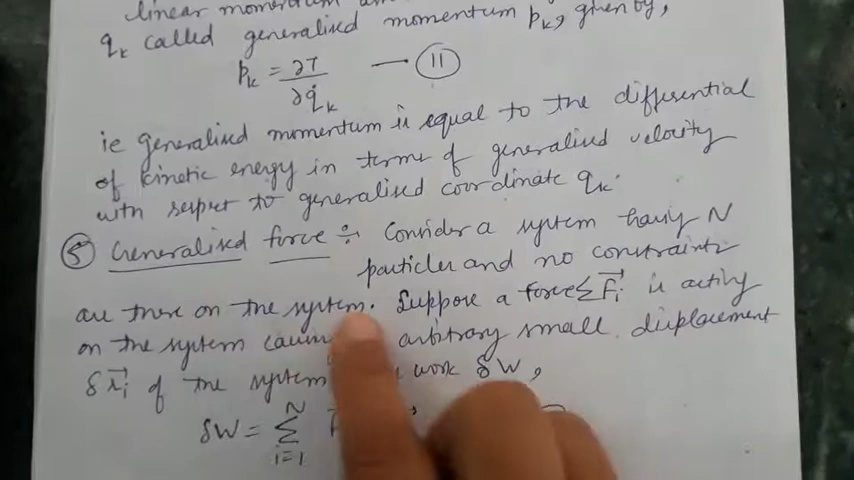 linear momentum
q_k called generalised momentum p_k, given by,
p_k = ∂T / ∂q̇_k — (11)
ie generalised momentum is equal to the differential
of kinetic energy in terms of generalised velocity
with respect to generalised coordinate q_k.
(5) Generalised force :- Consider a system having N
particles and no constraints
are there on the system. Suppose a force Σ F⃗_i is acting
on the system arbitrary small displacement
δr⃗_i of the system work δW,
δW = Σ_{i=1}^{N}